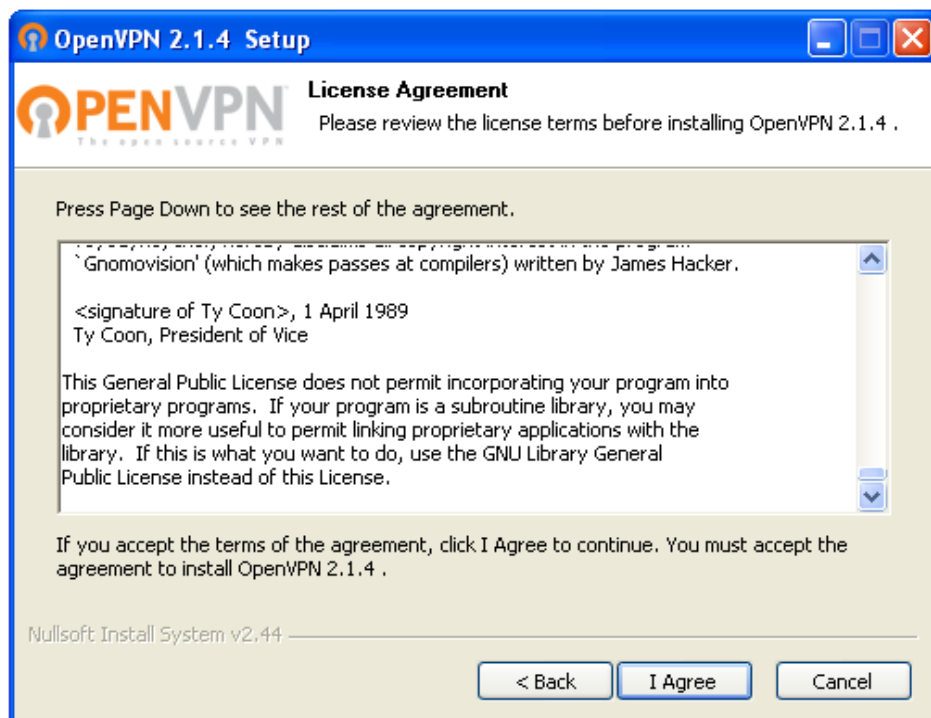 OpenVPN 2.1.4 Setup
OPENVPN
The open source VPN
License Agreement
Please review the license terms before installing OpenVPN 2.1.4 .
Press Page Down to see the rest of the agreement.
`Gnomovision' (which makes passes at compilers) written by James Hacker.
<signature of Ty Coon>, 1 April 1989
Ty Coon, President of Vice
This General Public License does not permit incorporating your program into
proprietary programs. If your program is a subroutine library, you may
consider it more useful to permit linking proprietary applications with the
library. If this is what you want to do, use the GNU Library General
Public License instead of this License.
If you accept the terms of the agreement, click I Agree to continue. You must accept the
agreement to install OpenVPN 2.1.4 .
Nullsoft Install System v2.44
< Back
I Agree
Cancel